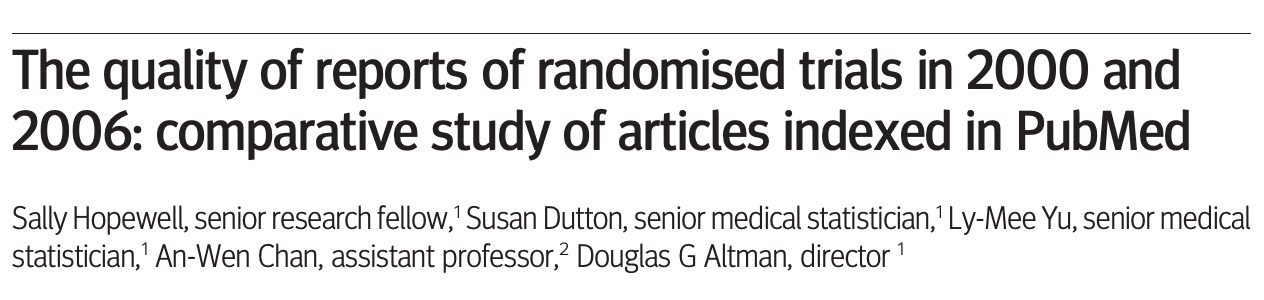 The quality of reports of randomised trials in 2000 and
2006: comparative study of articles indexed in PubMed
Sally Hopewell, senior research fellow,1 Susan Dutton, senior medical statistician,1 Ly-Mee Yu, senior medical
statistician,1 An-Wen Chan, assistant professor,2 Douglas G Altman, director 1